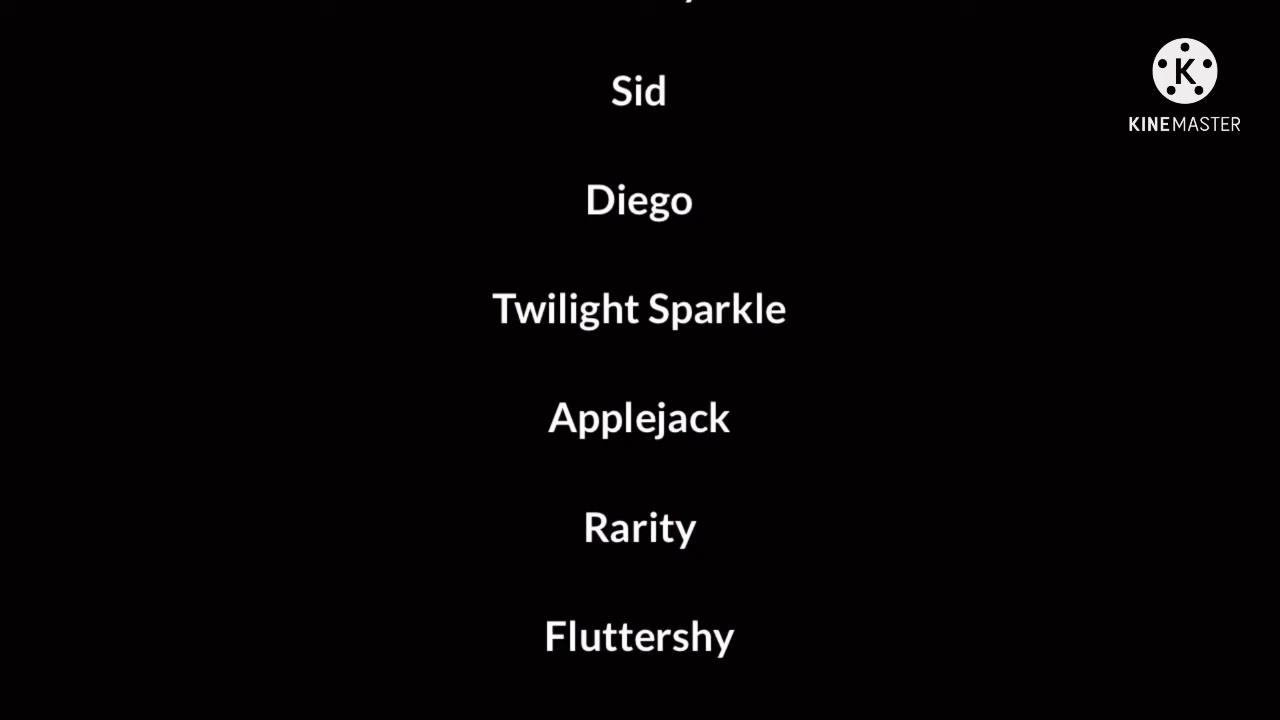 Sid
Diego
Twilight Sparkle
Applejack
Rarity
Fluttershy
K
KINEMASTER